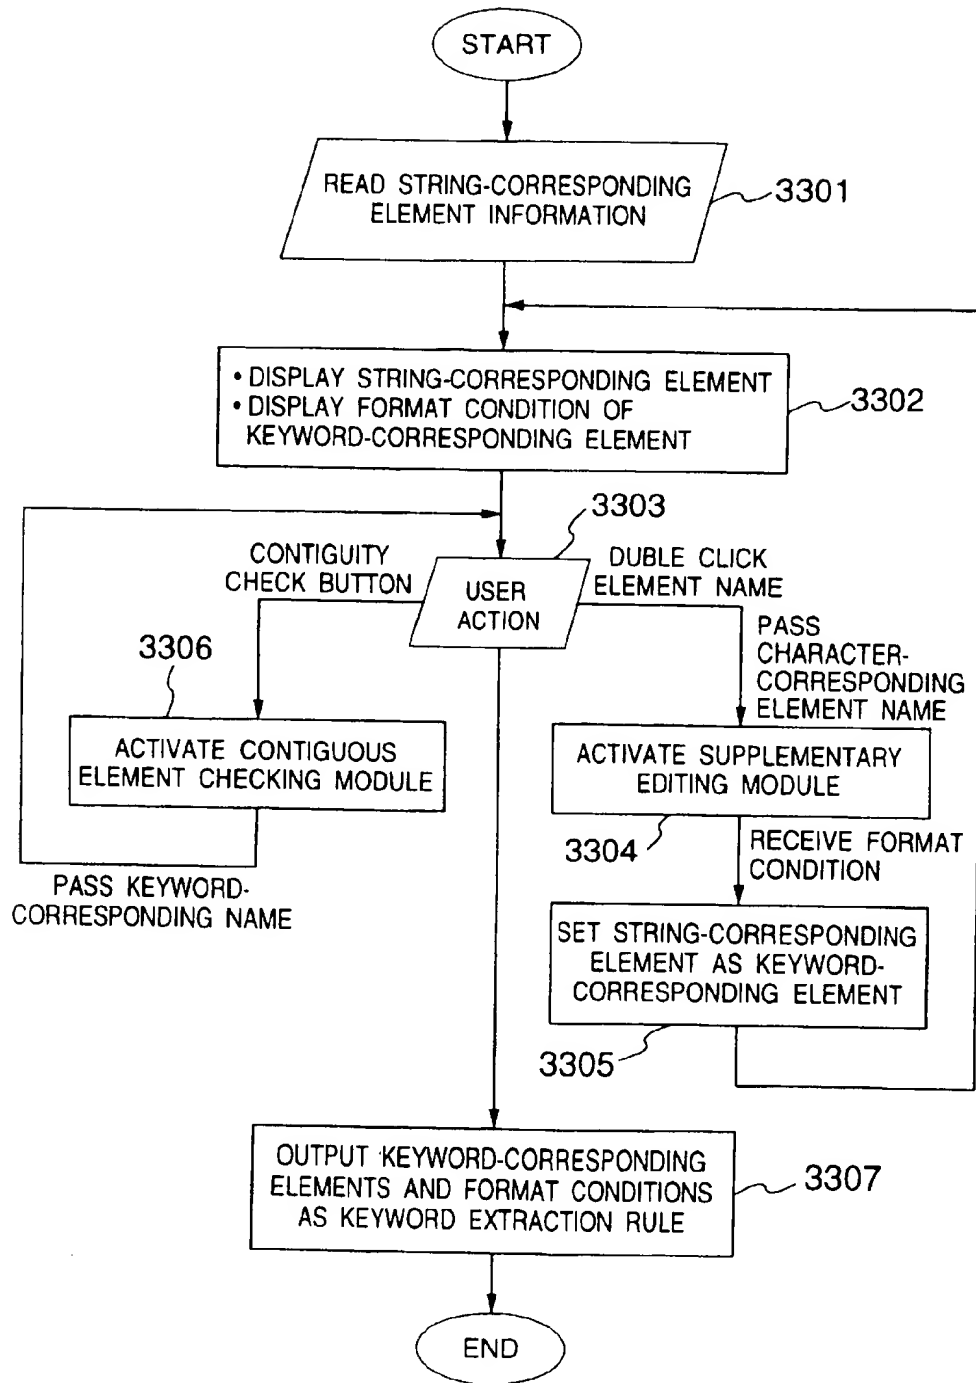 START
READ STRING-CORRESPONDING
ELEMENT INFORMATION
3301
• DISPLAY STRING-CORRESPONDING ELEMENT
• DISPLAY FORMAT CONDITION OF
KEYWORD-CORRESPONDING ELEMENT
3302
3303
CONTIGUITY
CHECK BUTTON
USER
ACTION
DUBLE CLICK
ELEMENT NAME
PASS
CHARACTER-
CORRESPONDING
ELEMENT NAME
3306
ACTIVATE CONTIGUOUS
ELEMENT CHECKING MODULE
ACTIVATE SUPPLEMENTARY
EDITING MODULE
3304
RECEIVE FORMAT
CONDITION
PASS KEYWORD-
CORRESPONDING NAME
SET STRING-CORRESPONDING
ELEMENT AS KEYWORD-
CORRESPONDING ELEMENT
3305
OUTPUT KEYWORD-CORRESPONDING
ELEMENTS AND FORMAT CONDITIONS
AS KEYWORD EXTRACTION RULE
3307
END